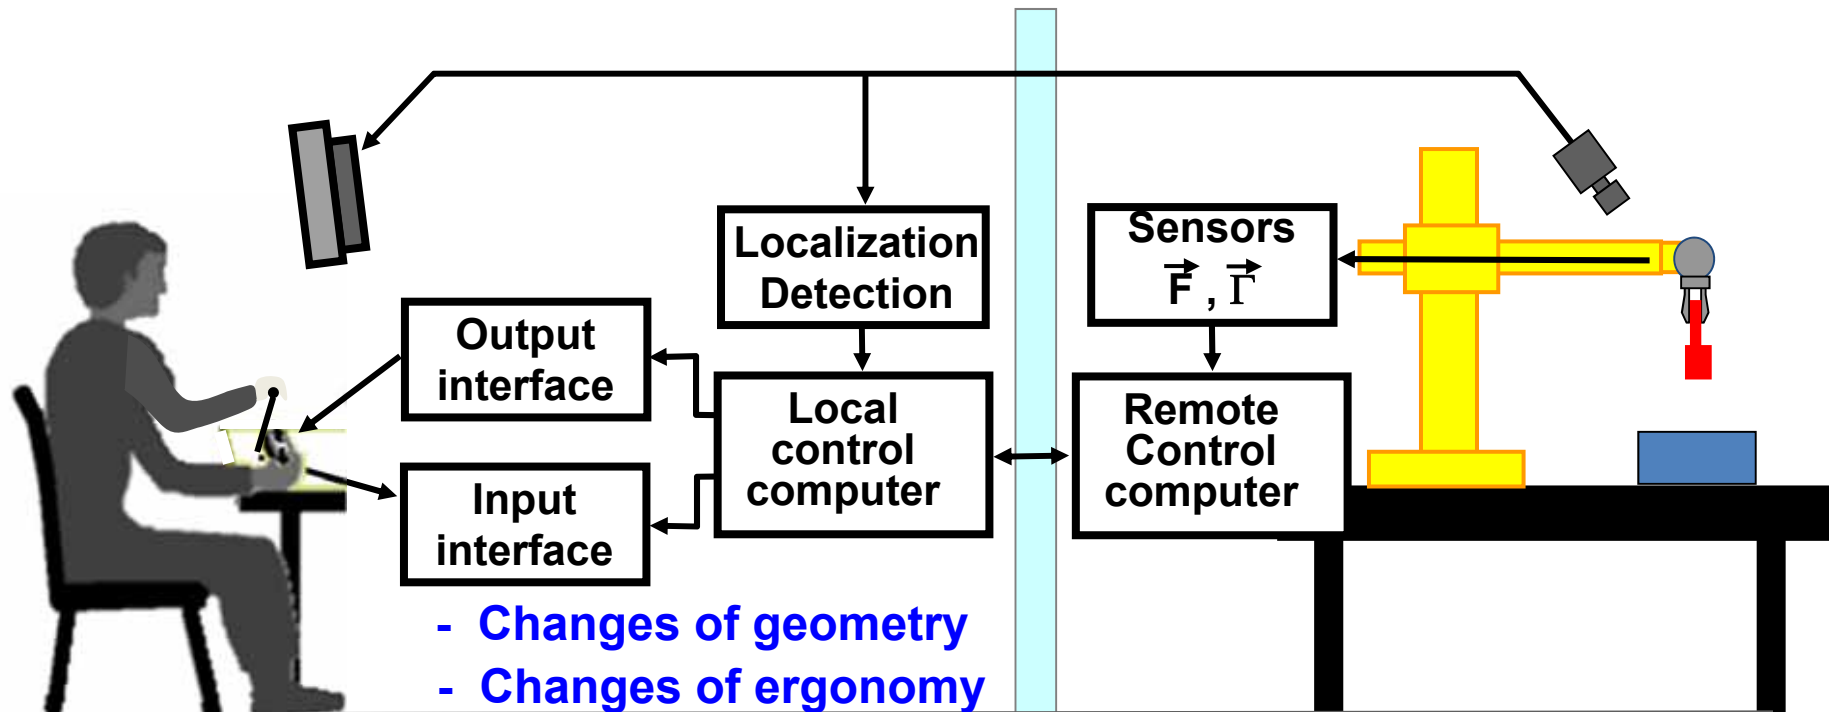 Localization
Detection
Sensors
F , Γ
Output
interface
Local
control
computer
Remote
Control
computer
Input
interface
- Changes of geometry
- Changes of ergonomy